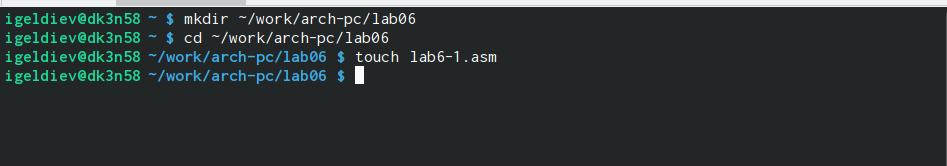 igeldiev@dk3n58 ~ $ mkdir ~/work/arch-pc/lab06
igeldiev@dk3n58 ~ $ cd ~/work/arch-pc/lab06
igeldiev@dk3n58 ~/work/arch-pc/lab06 $ touch lab6-1.asm
igeldiev@dk3n58 ~/work/arch-pc/lab06 $